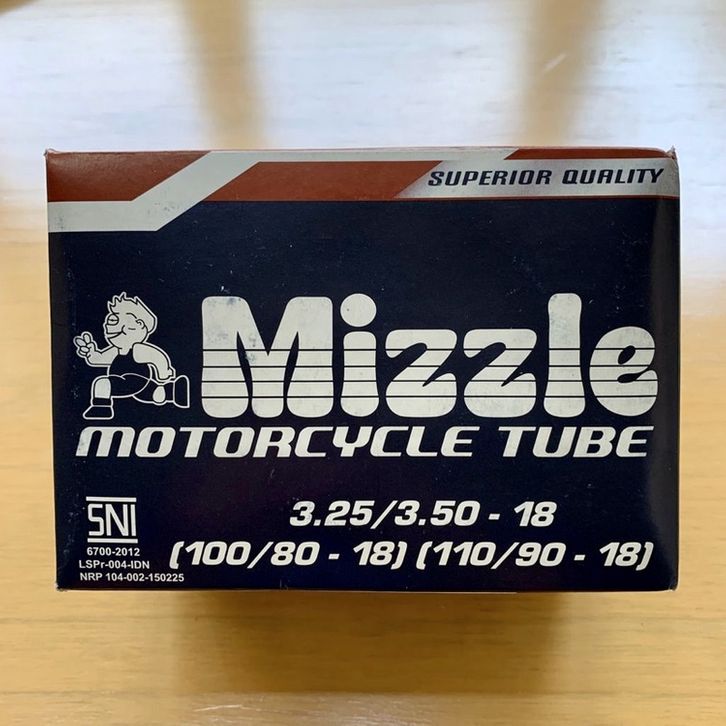 SUPERIOR QUALITY
Mizzle
MOTORCYCLE TUBE
SNI
6700-2012
LSPr-004-IDN
NRP 104-002-150225
3.25/3.50 - 18
(100/80 - 18) (110/90 - 18)